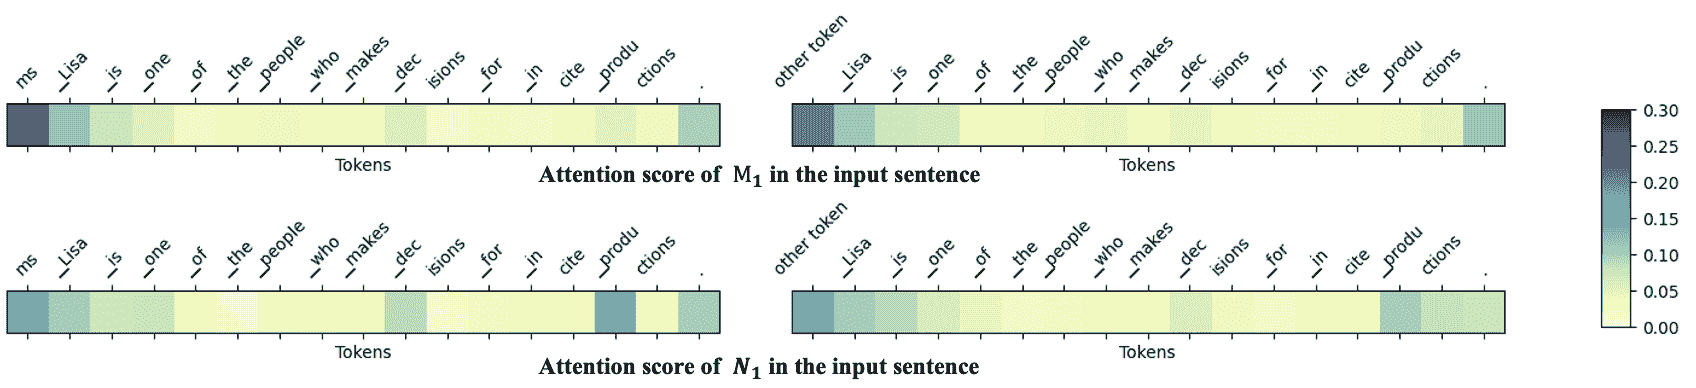 ms _Lisa _is _one _of _the _people _who _makes _dec isions _for _in cite _produ ctions .
other token _Lisa _is _one _of _the _people _who _makes _dec isions _for _in cite _produ ctions .
Tokens Tokens
Attention score of M₁ in the input sentence
ms _Lisa _is _one _of _the _people _who _makes _dec isions _for _in cite _produ ctions .
other token _Lisa _is _one _of _the _people _who _makes _dec isions _for _in cite _produ ctions .
Tokens Tokens
Attention score of N₁ in the input sentence
0.30
0.25
0.20
0.15
0.10
0.05
0.00